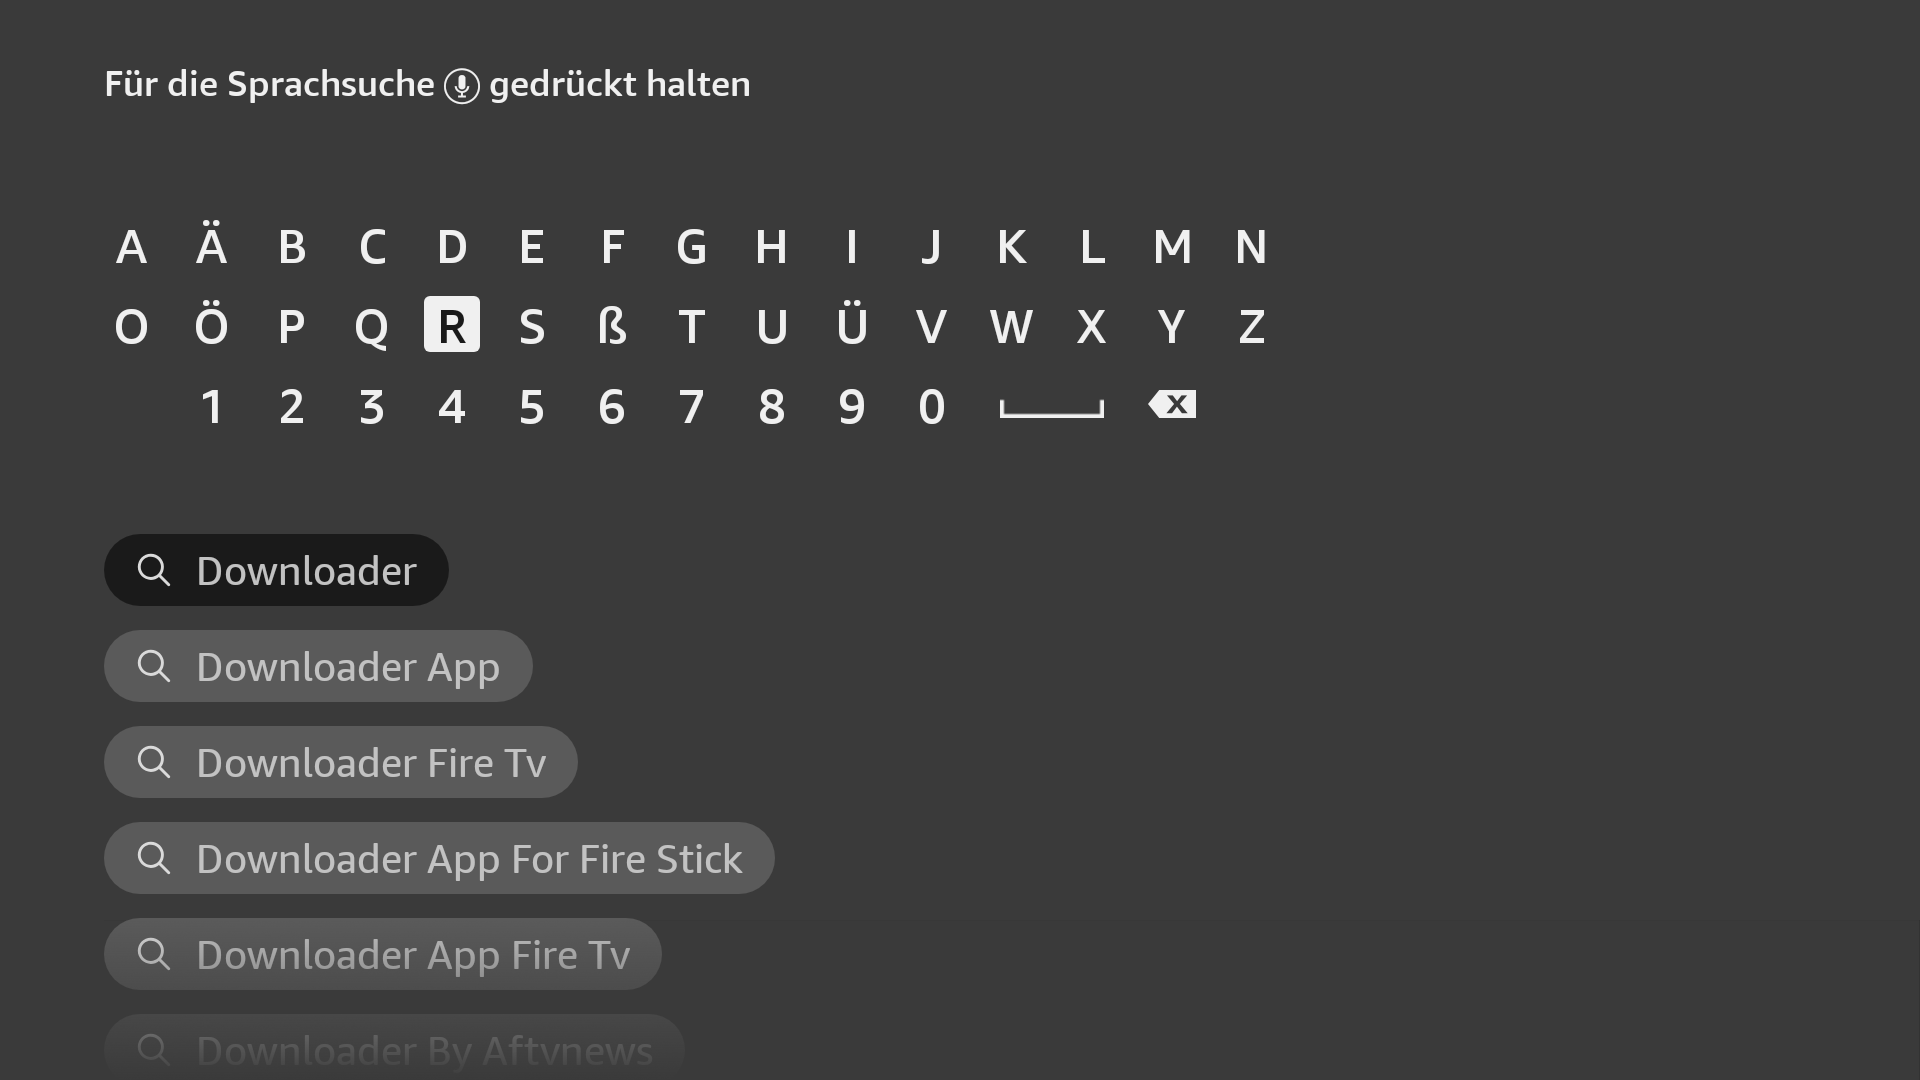 Für die Sprachsuche gedrückt halten
A Ä B C D E F G H I J K L M N
O Ö P Q R S ß T U Ü V W X Y Z
1 2 3 4 5 6 7 8 9 0
Downloader
Downloader App
Downloader Fire Tv
Downloader App For Fire Stick
Downloader App Fire Tv
Downloader By Aftvnews